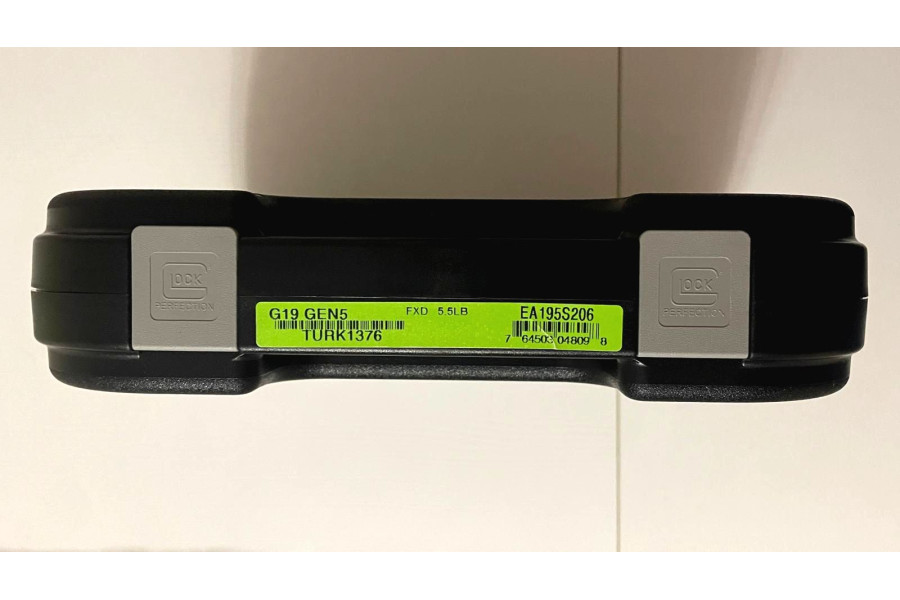 GLOCK
PERFECTION
GLOCK
PERFECTION
G19 GEN5 FXD 5.5LB EA195S206
TURK1376
7 64503 04809 8